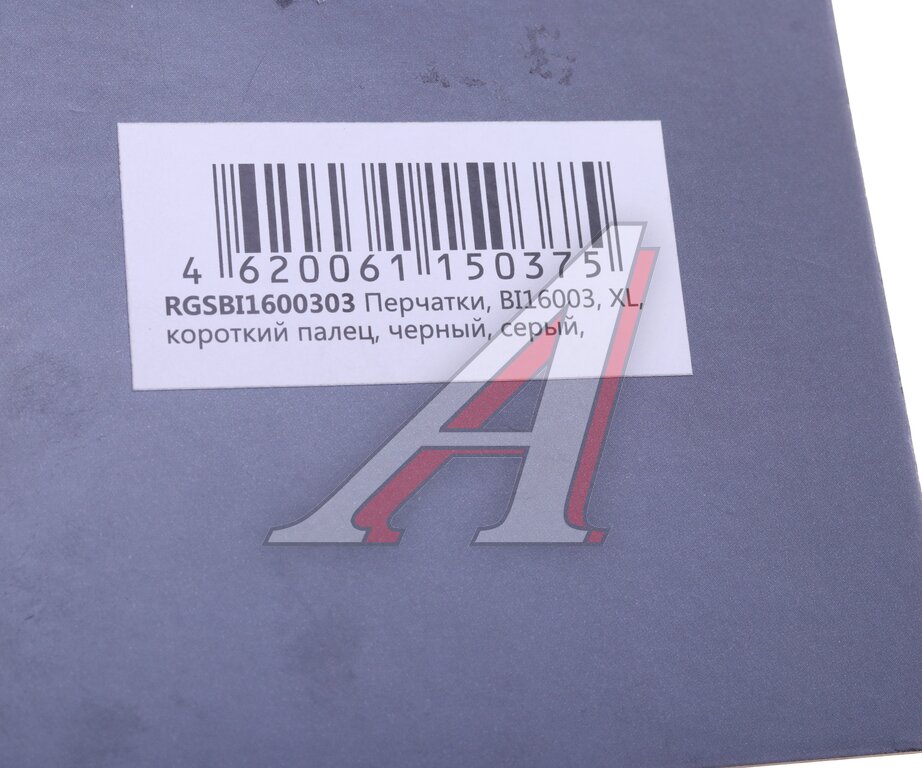 4 620061 150375
RGSBI1600303 Перчатки, BI16003, XL,
короткий палец, черный, серый,